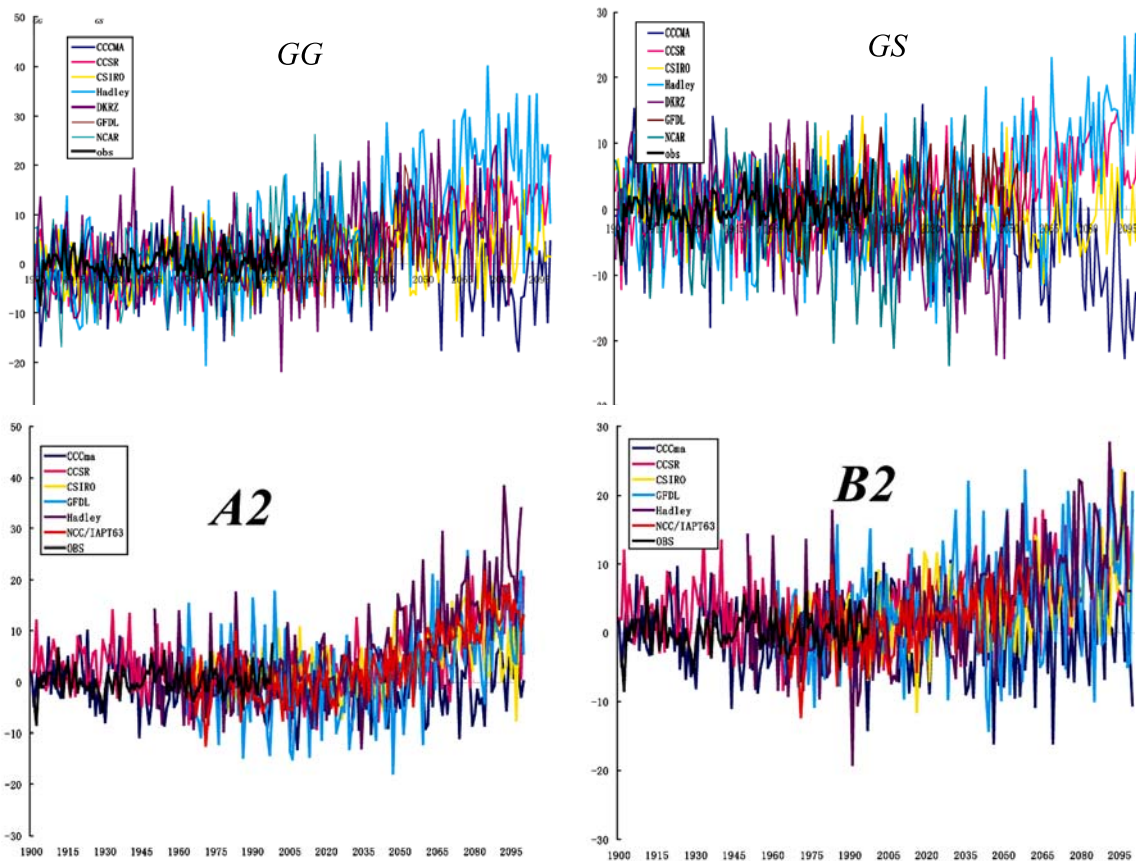 50
40
30
20
10
0
-10
-20
GG
GS
GG
CCCMA
CCSR
CSIRO
Hadley
DKRZ
GFDL
NCAR
obs
30
20
10
0
-10
-20
GS
CCCMA
CCSR
CSIRO
Hadley
DKRZ
GFDL
NCAR
obs
50
40
30
20
10
0
-10
-20
-30
A2
CCCma
CCSR
CSIRO
GFDL
Hadley
NCC/IAPT63
OBS
1900 1915 1930 1945 1960 1975 1990 2005 2020 2035 2050 2065 2080 2095
30
20
10
0
-10
-20
-30
B2
CCCma
CCSR
CSIRO
GFDL
Hadley
NCC/IAPT63
OBS
1900 1915 1930 1945 1960 1975 1990 2005 2020 2035 2050 2065 2080 2095